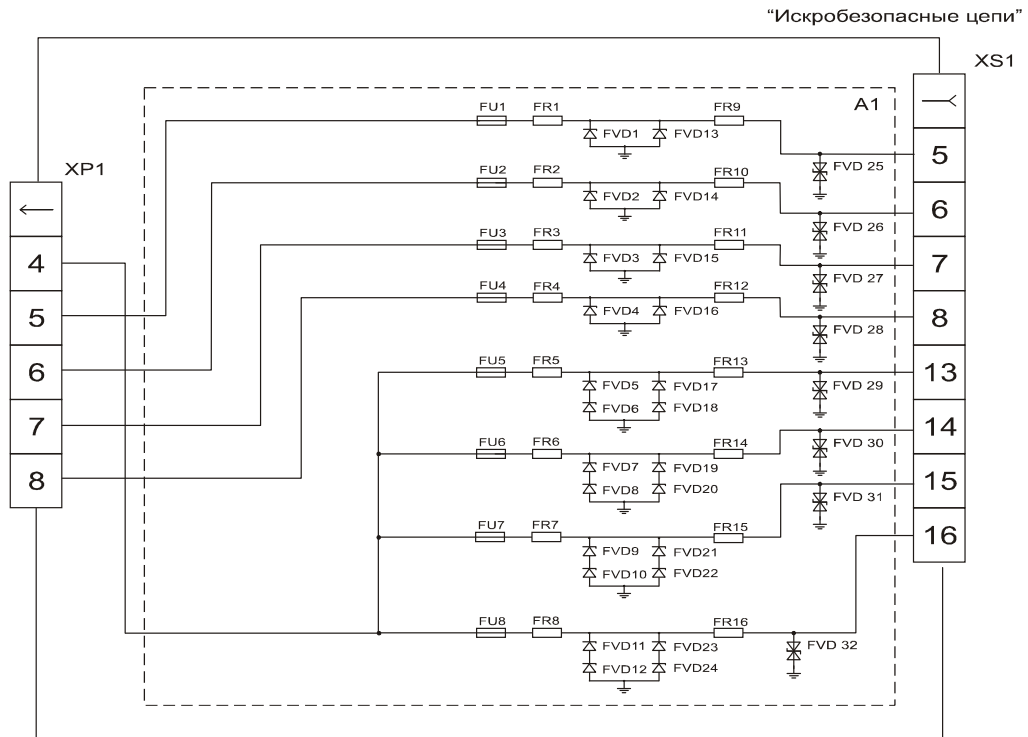 "Искробезопасные цепи"
XS1
A1
XP1
FU1 FR1 FR9
FVD1 FVD13
FVD 25
5
FU2 FR2 FR10
FVD2 FVD14
FVD 26
6
FU3 FR3 FR11
FVD3 FVD15
FVD 27
7
4
FU4 FR4 FR12
FVD4 FVD16
FVD 28
8
5
FU5 FR5 FR13
FVD5 FVD17
FVD6 FVD18
FVD 29
13
6
FU6 FR6 FR14
FVD7 FVD19
FVD8 FVD20
FVD 30
14
7
FU7 FR7 FR15
FVD9 FVD21
FVD10 FVD22
FVD 31
15
8
FU8 FR8 FR16
FVD11 FVD23
FVD12 FVD24
FVD 32
16